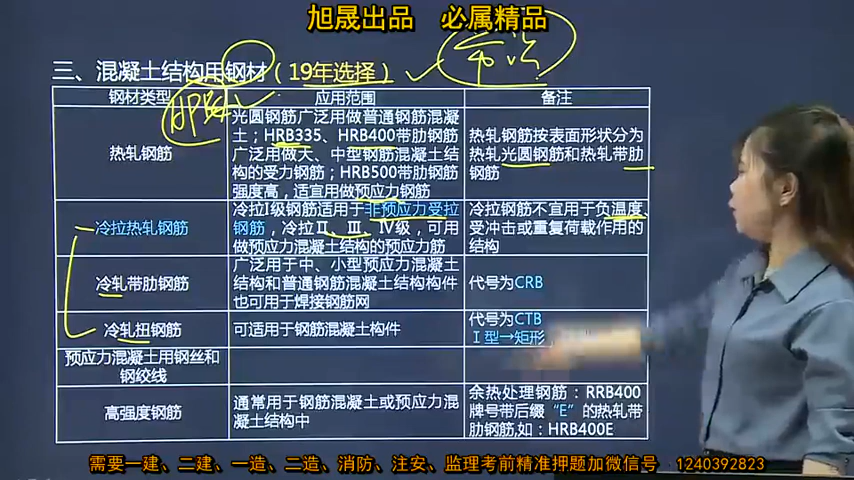 旭晟出品 必属精品
三、混凝土结构用钢材（19年选择）
钢材类型
应用范围
备注
热轧钢筋
光圆钢筋广泛用做普通钢筋混凝
土；HRB335、HRB400带肋钢筋
广泛用做大、中型钢筋混凝土结
构的受力钢筋；HRB500带肋钢筋
强度高，适宜用做预应力钢筋
热轧钢筋按表面形状分为
热轧光圆钢筋和热轧带肋
钢筋
冷拉热轧钢筋
冷拉Ⅰ级钢筋适用于非预应力受拉
钢筋，冷拉Ⅱ、Ⅲ、Ⅳ级，可用
做预应力混凝土结构的预应力筋
冷拉钢筋不宜用于负温度、
受冲击或重复荷载作用的
结构
冷轧带肋钢筋
广泛用于中、小型预应力混凝土
结构和普通钢筋混凝土结构构件
也可用于焊接钢筋网
代号为CRB
冷轧扭钢筋
可适用于钢筋混凝土构件
代号为CTB
Ⅰ型→矩形
预应力混凝土用钢丝和
钢绞线
高强度钢筋
通常用于钢筋混凝土或预应力混
凝土结构中
余热处理钢筋：RRB400
牌号带后缀“E”的热轧带
肋钢筋,如：HRB400E
需要一建、二建、一造、二造、消防、注安、监理考前精准押题加微信号 1240392823